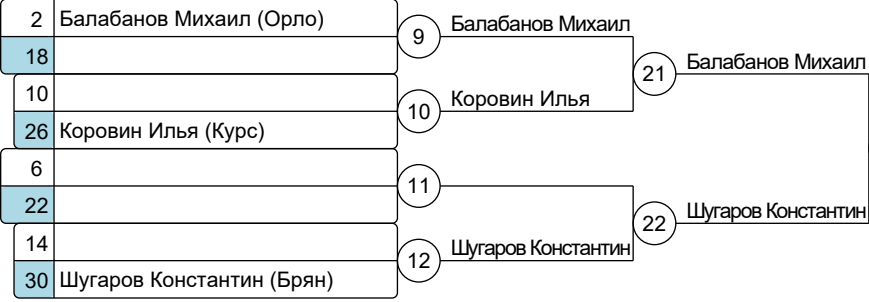 2 Балабанов Михаил (Орло)
9
Балабанов Михаил
18
21
Балабанов Михаил
10
10
Коровин Илья
26 Коровин Илья (Курс)
6
11
22
22
Шугаров Константин
14
12
Шугаров Константин
30 Шугаров Константин (Брян)